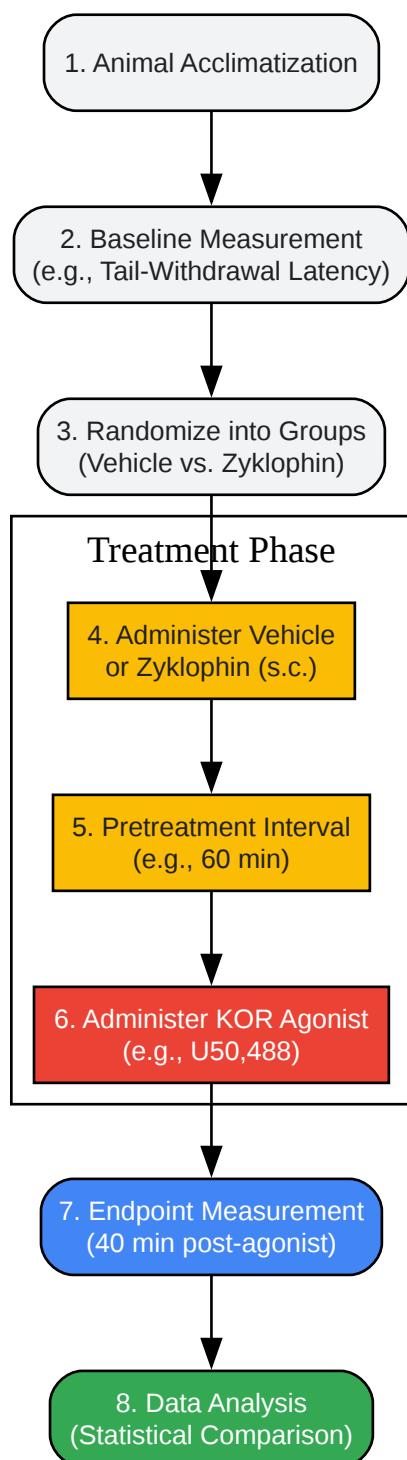 1. Animal Acclimatization
2. Baseline Measurement
(e.g., Tail-Withdrawal Latency)
3. Randomize into Groups
(Vehicle vs. Zyklophin)
Treatment Phase
4. Administer Vehicle
or Zyklophin (s.c.)
5. Pretreatment Interval
(e.g., 60 min)
6. Administer KOR Agonist
(e.g., U50,488)
7. Endpoint Measurement
(40 min post-agonist)
8. Data Analysis
(Statistical Comparison)